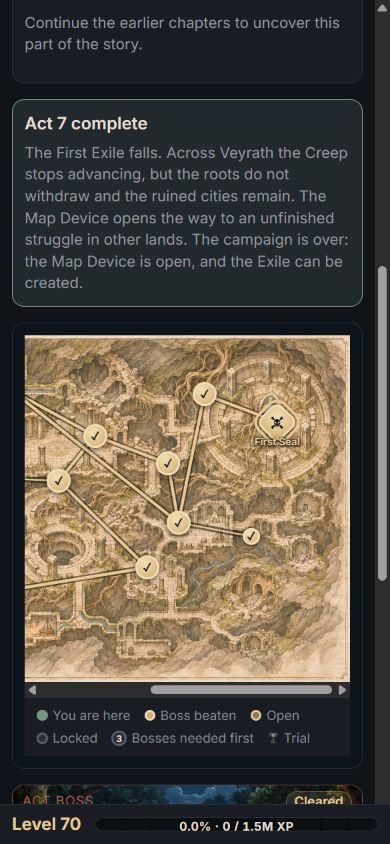 Continue the earlier chapters to uncover this
part of the story.
Act 7 complete
The First Exile falls. Across Veyrath the Creep
stops advancing, but the roots do not
withdraw and the ruined cities remain. The
Map Device opens the way to an unfinished
struggle in other lands. The campaign is over:
the Map Device is open, and the Exile can be
created.
First Seal
You are here
Boss beaten
Open
Locked
3 Bosses needed first
Trial
ACT BOSS
Cleared
Level 70
0.0% · 0 / 1.5M XP